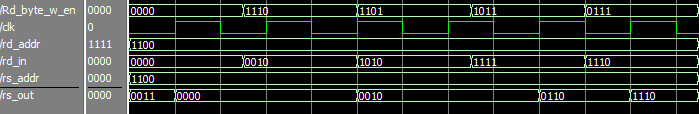 /Rd_byte_w_en 0000 0000 1110 1101 1011 0111
/clk 0
/rd_addr 1111 1100
/rd_in 0000 0000 0010 1010 1111 1110
/rs_addr 0000 1100
/rs_out 0000 0011 0000 0010 0110 1110